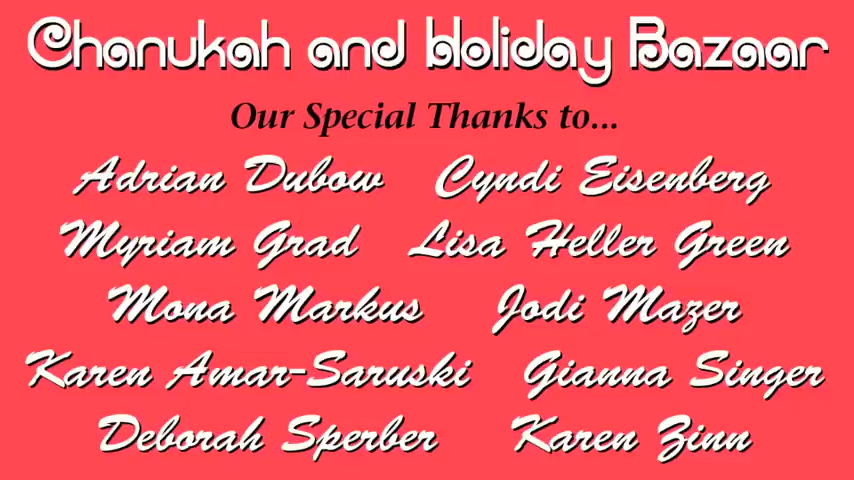 Chanukah and Holiday Bazaar
Our Special Thanks to...
Adrian Dubow Cyndi Eisenberg
Myriam Grad Lisa Heller Green
Mona Markus Jodi Mazer
Karen Amar-Saruski Gianna Singer
Deborah Sperber Karen Zinn